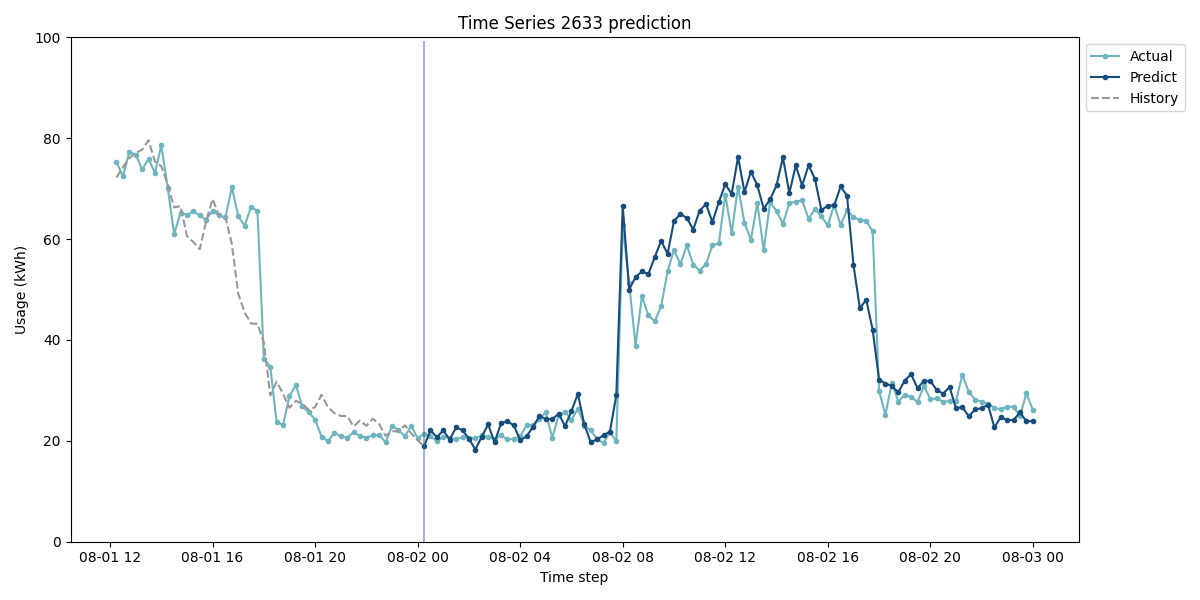 Time Series 2633 prediction
100
80
60
40
20
0
Usage (kWh)
08-01 12
08-01 16
08-01 20
08-02 00
08-02 04
08-02 08
08-02 12
08-02 16
08-02 20
08-03 00
Time step
Actual
Predict
History